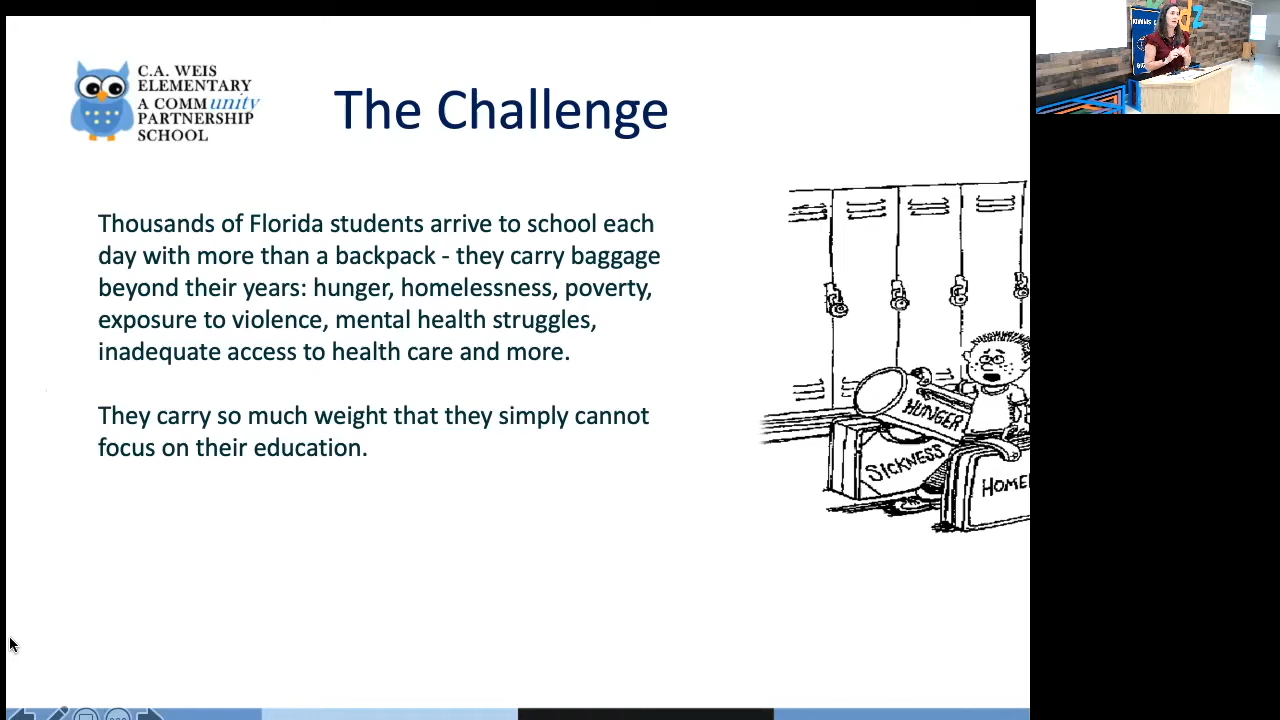 C.A. WEIS
ELEMENTARY
A COMMunity
PARTNERSHIP
SCHOOL
The Challenge
Thousands of Florida students arrive to school each
day with more than a backpack - they carry baggage
beyond their years: hunger, homelessness, poverty,
exposure to violence, mental health struggles,
inadequate access to health care and more.
They carry so much weight that they simply cannot
focus on their education.
HUNGER
SICKNESS